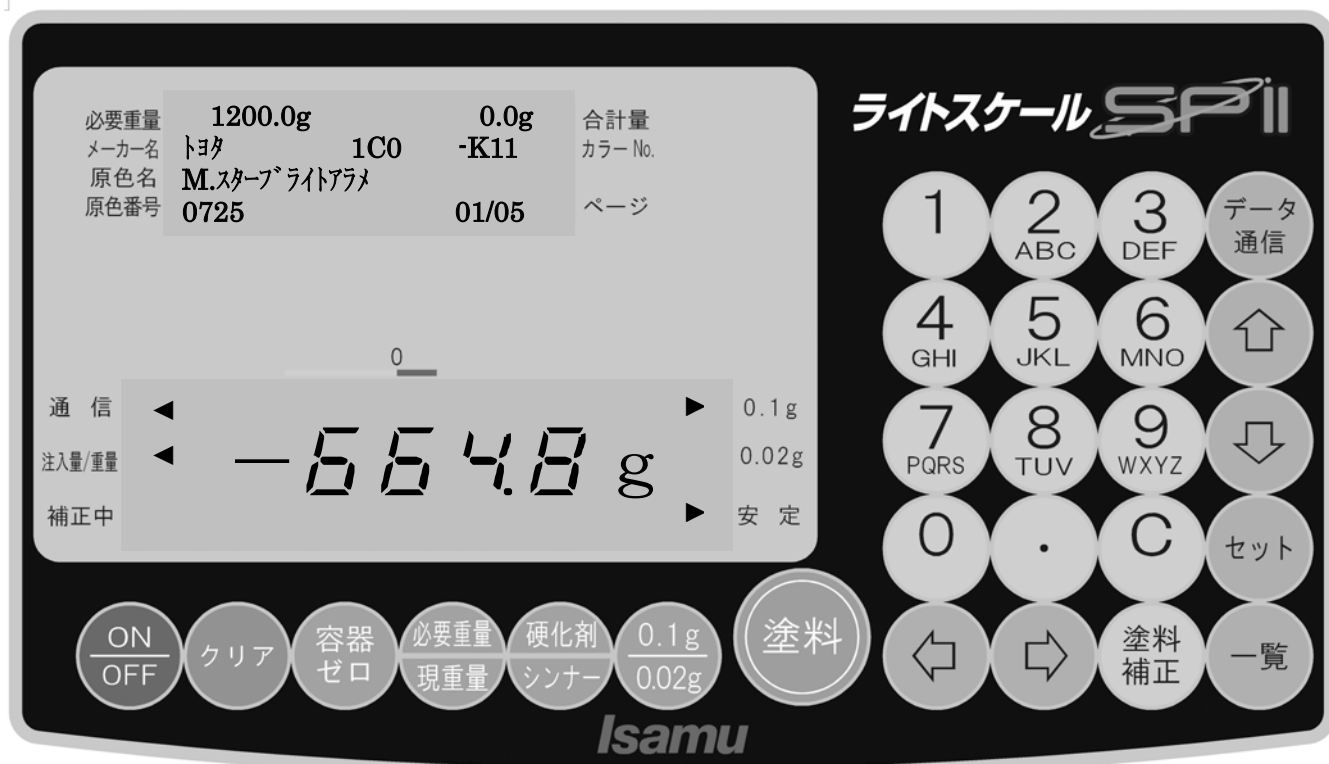 ライトスケール SPⅡ
必要重量 1200.0g 0.0g 合計量
メーカー名 トヨタ 1C0 -K11 カラーNo.
原色名 M.スターブライトアラメ
原色番号 0725 01/05 ページ
0
通信 ◀ ▶ 0.1g
注入量/重量 ◀ -664.8 g 0.02g
補正中 ▶ 安定
1 2 ABC 3 DEF データ通信
4 GHI 5 JKL 6 MNO ⇧
7 PQRS 8 TUV 9 WXYZ ⇩
0 . C セット
⇦ ⇨ 塗料補正 一覧
ON OFF クリア 容器ゼロ 必要重量 現重量 硬化剤 シンナー 0.1g 0.02g 塗料
Isamu